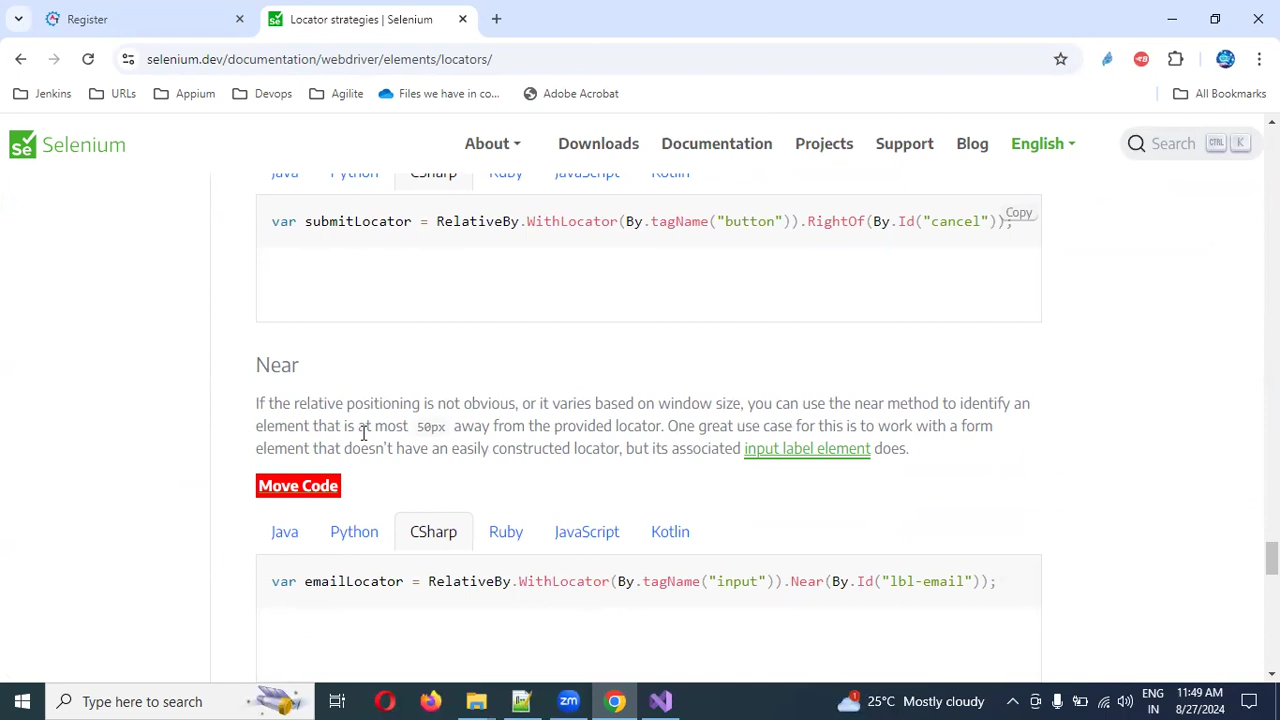 Register
Locator strategies | Selenium
selenium.dev/documentation/webdriver/elements/locators/
Jenkins URLs Appium Devops Agilite Files we have in co... Adobe Acrobat All Bookmarks
Se Selenium About Downloads Documentation Projects Support Blog English Search CTRL K
Java Python CSharp Ruby JavaScript Kotlin
Copy
var submitLocator = RelativeBy.WithLocator(By.tagName("button")).RightOf(By.Id("cancel"));
Near
If the relative positioning is not obvious, or it varies based on window size, you can use the near method to identify an
element that is at most 50px away from the provided locator. One great use case for this is to work with a form
element that doesn't have an easily constructed locator, but its associated input label element does.
Move Code
Java Python CSharp Ruby JavaScript Kotlin
var emailLocator = RelativeBy.WithLocator(By.tagName("input")).Near(By.Id("lbl-email"));
Type here to search
1 25°C Mostly cloudy
ENG
IN
11:49 AM
8/27/2024